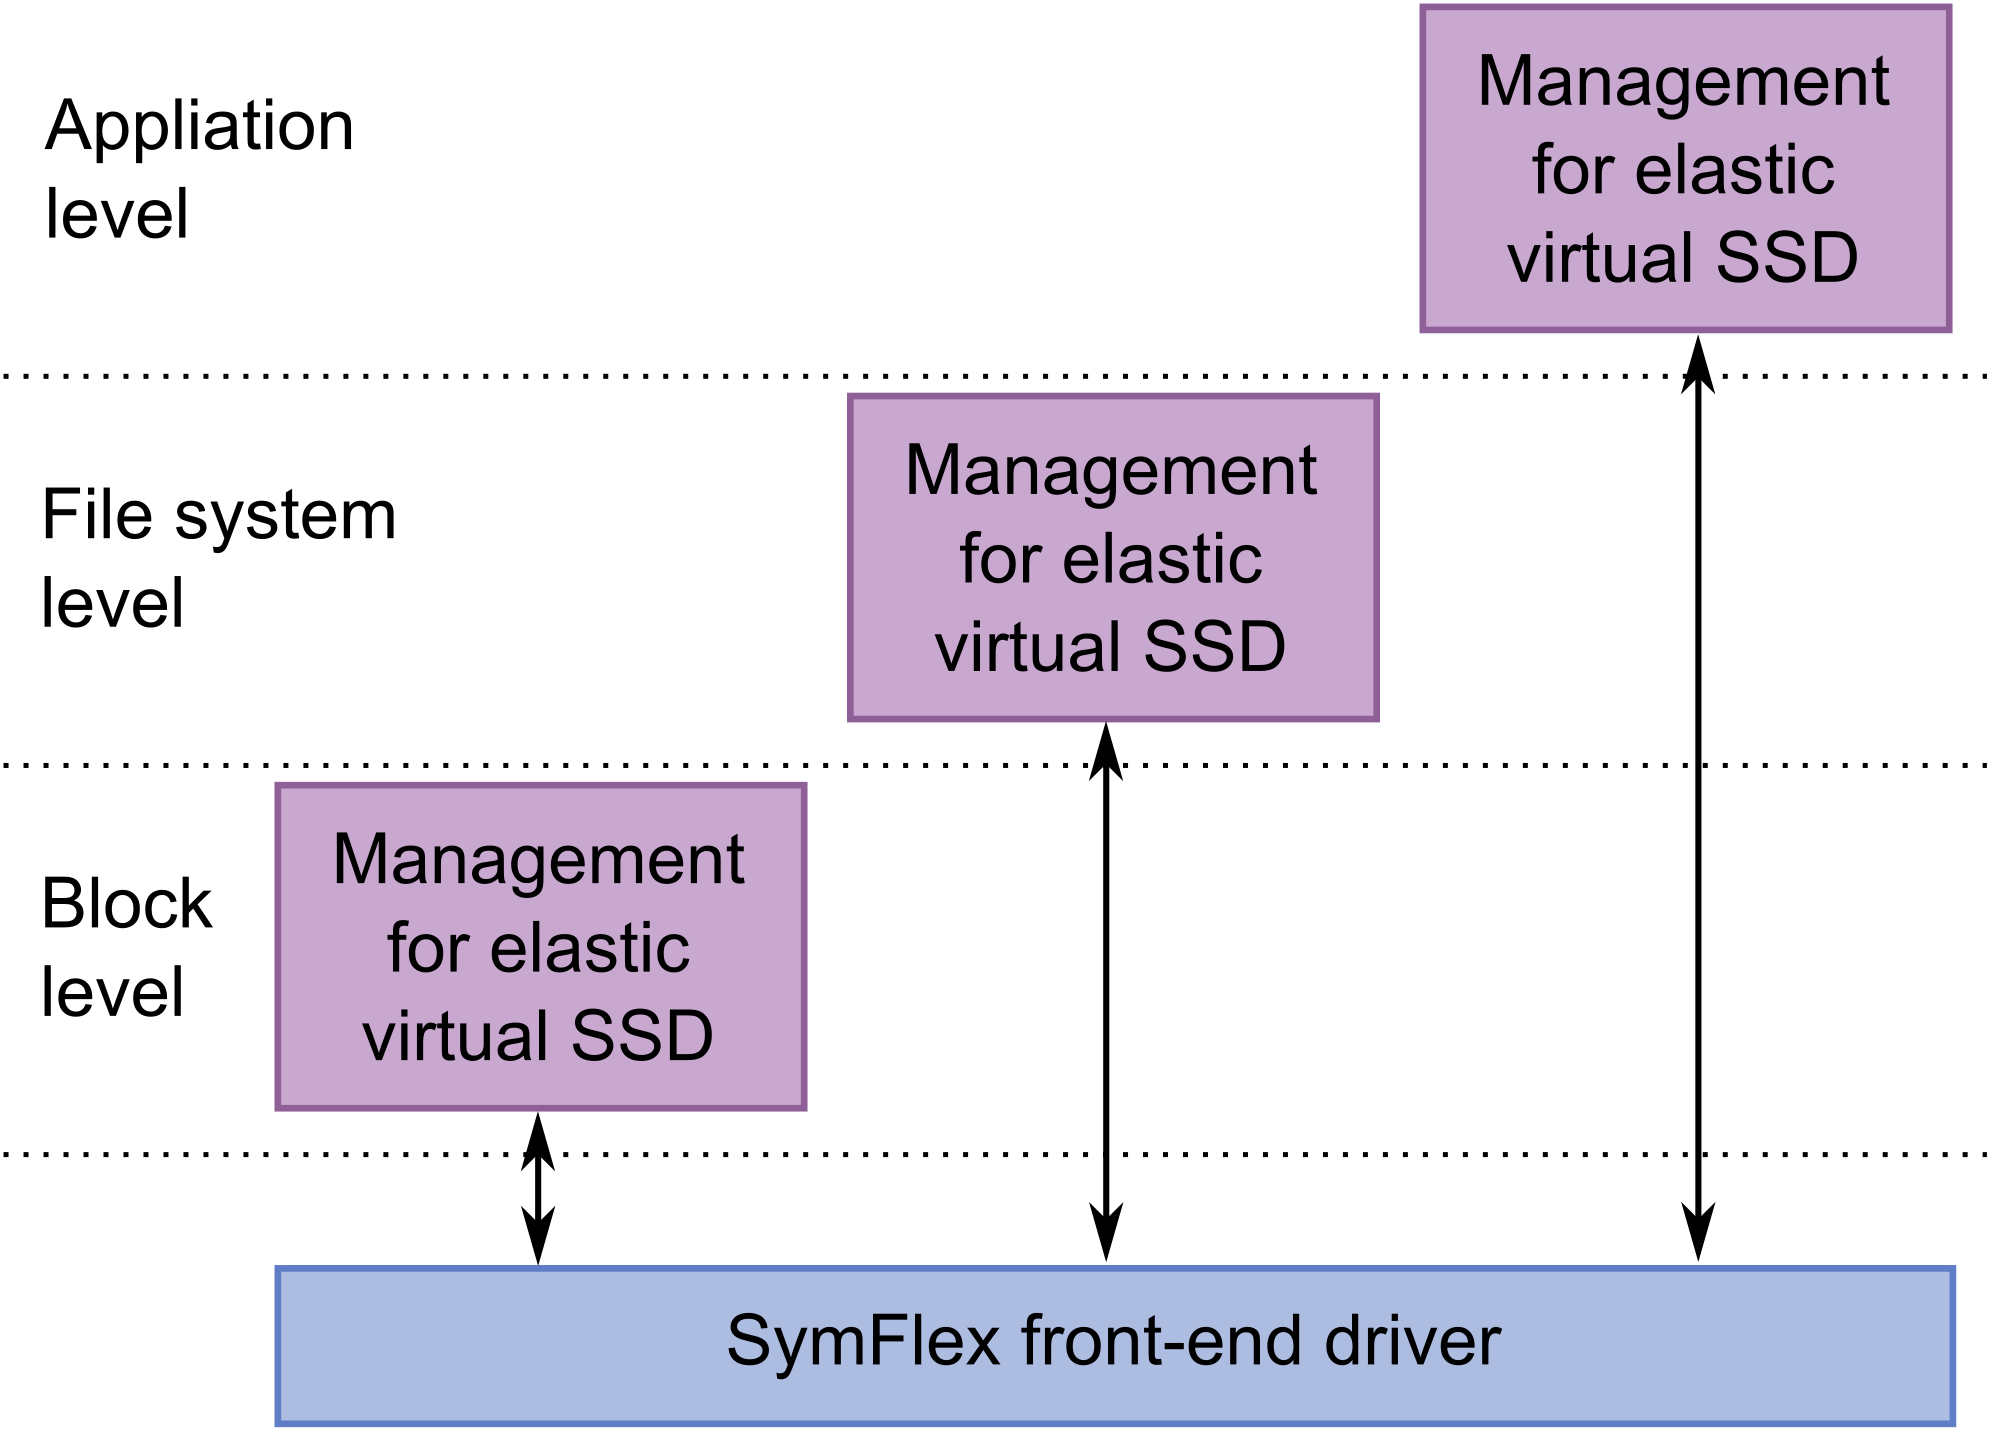 Appliation
level
Management
for elastic
virtual SSD
File system
level
Management
for elastic
virtual SSD
Block
level
Management
for elastic
virtual SSD
SymFlex front-end driver